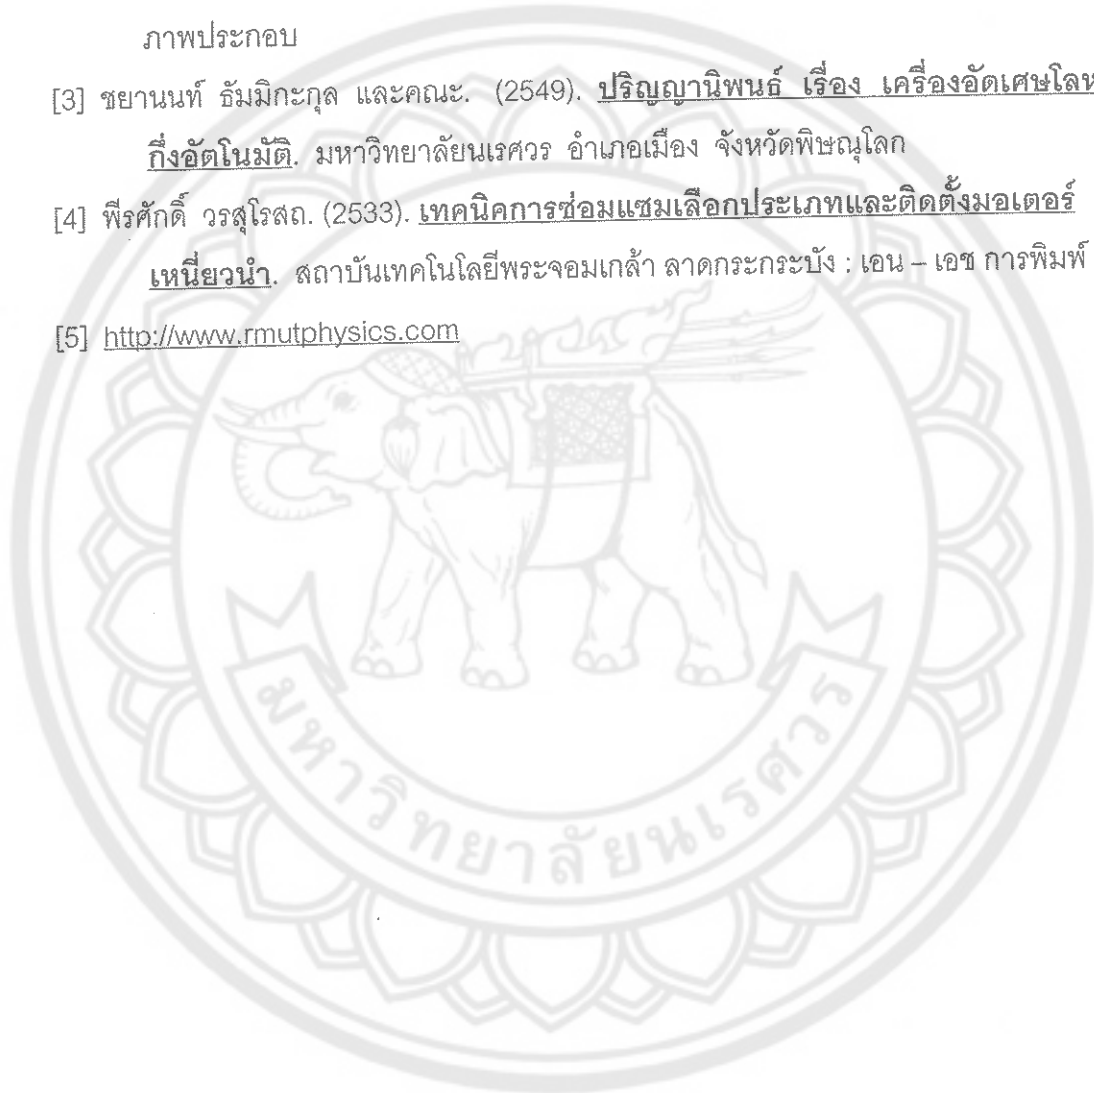 ภาพประกอบ
[3] ชยานนท์ ธัมมิกะกุล และคณะ. (2549). ปริญญานิพนธ์ เรื่อง เครื่องอัดเศษโลห
กึ่งอัตโนมัติ. มหาวิทยาลัยนเรศวร อำเภอเมือง จังหวัดพิษณุโลก
[4] พีรศักดิ์ วรสุโรสถ. (2533). เทคนิคการซ่อมแซมเลือกประเภทและติดตั้งมอเตอร์
เหนี่ยวนำ. สถาบันเทคโนโลยีพระจอมเกล้า ลาดกระกระบัง : เอน – เอช การพิมพ์
[5] http://www.rmutphysics.com
มหาวิทยาลัยนเรศวร